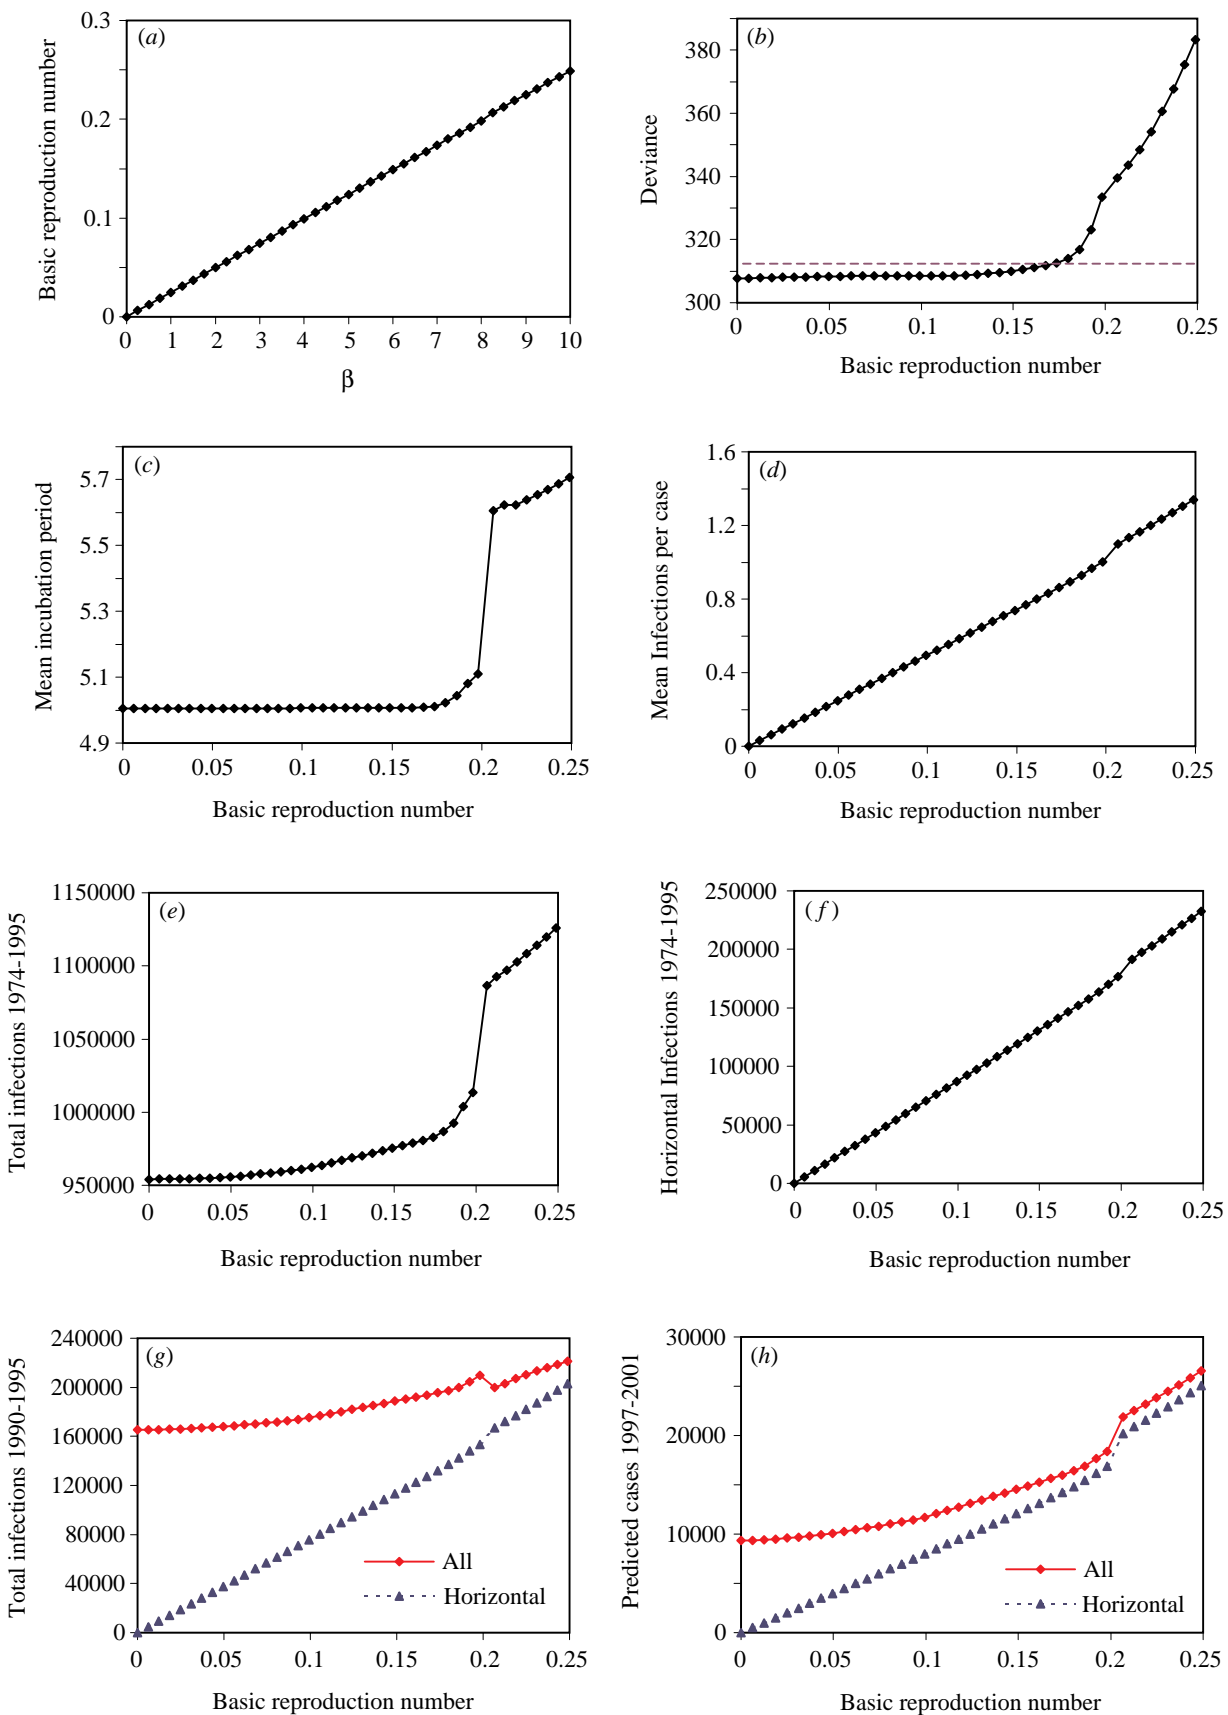 (a)
Basic reproduction number
0.3
0.2
0.1
0
0 1 2 3 4 5 6 7 8 9 10
β
(b)
Deviance
380
360
340
320
300
0 0.05 0.1 0.15 0.2 0.25
Basic reproduction number
(c)
Mean incubation period
5.7
5.5
5.3
5.1
4.9
0 0.05 0.1 0.15 0.2 0.25
Basic reproduction number
(d)
Mean Infections per case
1.6
1.2
0.8
0.4
0
0 0.05 0.1 0.15 0.2 0.25
Basic reproduction number
(e)
Total infections 1974-1995
1150000
1100000
1050000
1000000
950000
0 0.05 0.1 0.15 0.2 0.25
Basic reproduction number
(f)
Horizontal Infections 1974-1995
250000
200000
150000
100000
50000
0
0 0.05 0.1 0.15 0.2 0.25
Basic reproduction number
(g)
Total infections 1990-1995
240000
200000
160000
120000
80000
40000
0
All
Horizontal
0 0.05 0.1 0.15 0.2 0.25
Basic reproduction number
(h)
Predicted cases 1997-2001
30000
20000
10000
0
All
Horizontal
0 0.05 0.1 0.15 0.2 0.25
Basic reproduction number